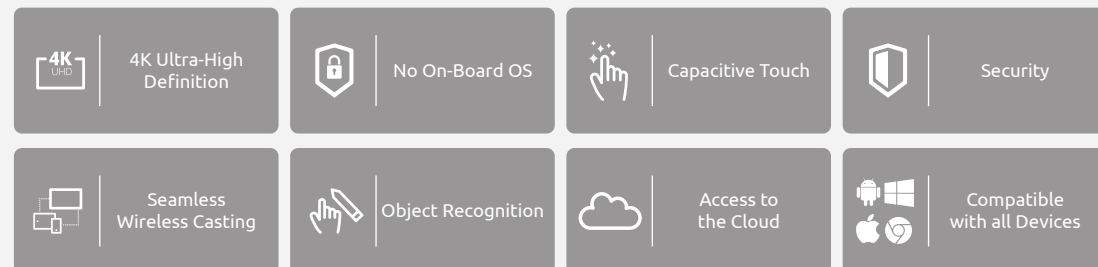 4K
UHD
4K Ultra-High
Definition
No On-Board OS
Capacitive Touch
Security
Seamless
Wireless Casting
Object Recognition
Access to
the Cloud
Compatible
with all Devices